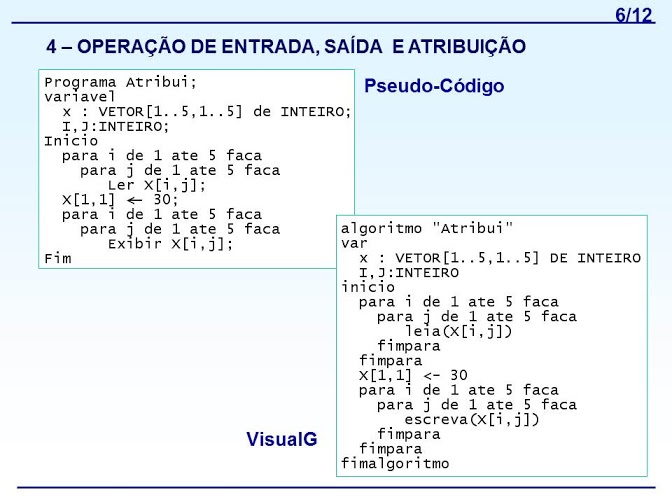 6/12
4 – OPERAÇÃO DE ENTRADA, SAÍDA E ATRIBUIÇÃO
Pseudo-Código
Programa Atribui;
variavel
x : VETOR[1..5,1..5] de INTEIRO;
I,J:INTEIRO;
Inicio
para i de 1 ate 5 faca
para j de 1 ate 5 faca
Ler X[i,j];
X[1,1] ← 30;
para i de 1 ate 5 faca
para j de 1 ate 5 faca
Exibir X[i,j];
Fim
algoritmo "Atribui"
var
x : VETOR[1..5,1..5] DE INTEIRO
I,J:INTEIRO
inicio
para i de 1 ate 5 faca
para j de 1 ate 5 faca
leia(X[i,j])
fimpara
fimpara
X[1,1] <- 30
para i de 1 ate 5 faca
para j de 1 ate 5 faca
escreva(X[i,j])
fimpara
fimpara
fimalgoritmo
VisualG